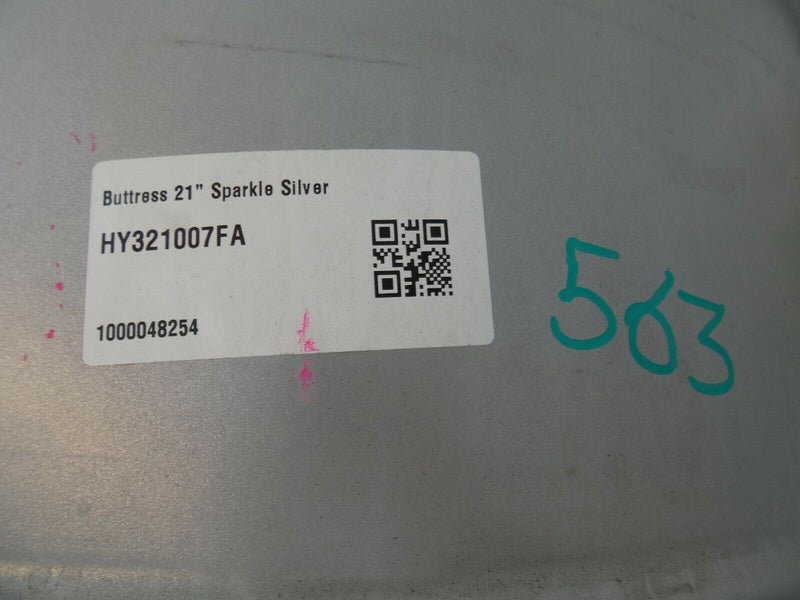 Buttress 21" Sparkle Silver
HY321007FA
1000048254
563